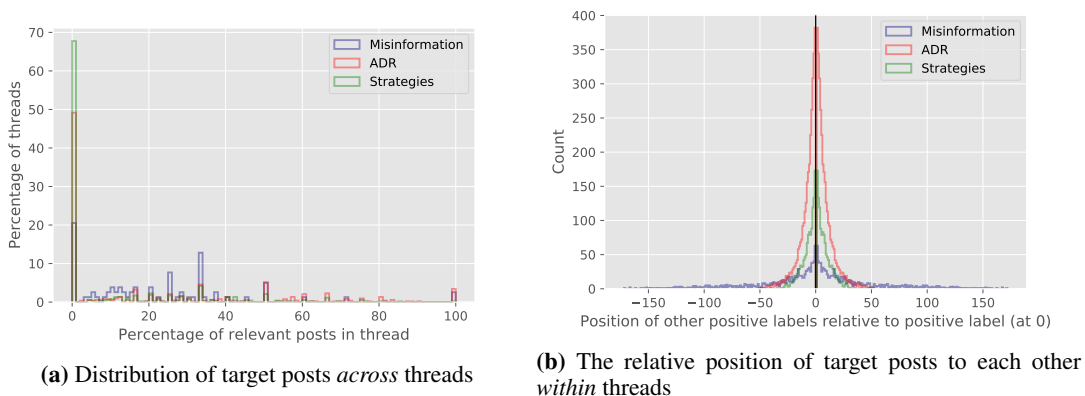 70
60
50
40
30
20
10
0
Percentage of threads
Misinformation
ADR
Strategies
0 20 40 60 80 100
Percentage of relevant posts in thread
(a) Distribution of target posts across threads
400
350
300
250
200
150
100
50
0
Count
Misinformation
ADR
Strategies
−150 −100 −50 0 50 100 150
Position of other positive labels relative to positive label (at 0)
(b) The relative position of target posts to each other
within threads